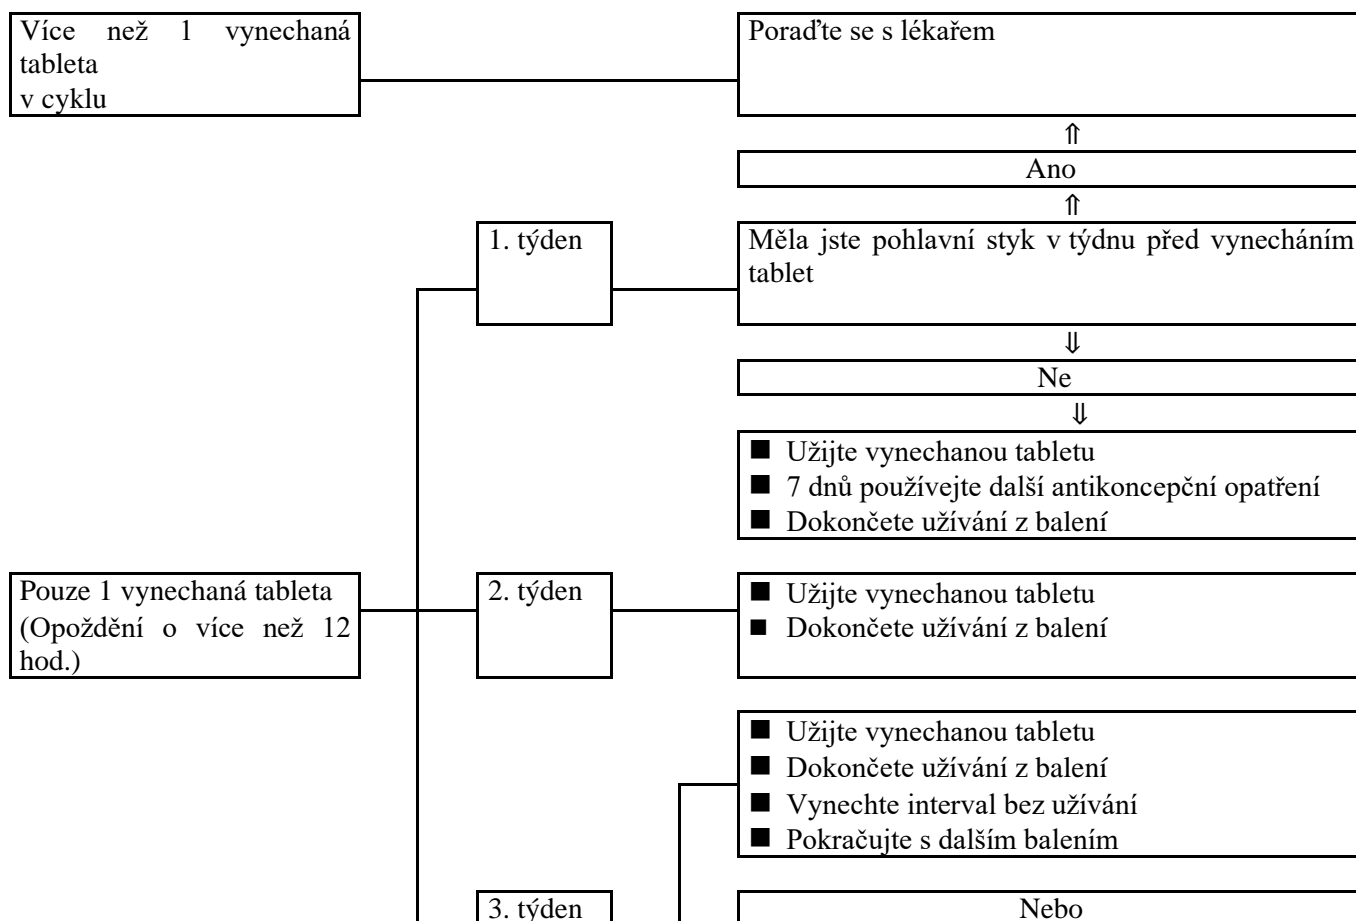 Více než 1 vynechaná
tableta
v cyklu
Poraďte se s lékařem
⇑
Ano
⇑
1. týden
Měla jste pohlavní styk v týdnu před vynecháním
tablet
⇓
Ne
⇓
■ Užijte vynechanou tabletu
■ 7 dnů používejte další antikoncepční opatření
■ Dokončete užívání z balení
Pouze 1 vynechaná tableta
(Opoždění o více než 12
hod.)
2. týden
■ Užijte vynechanou tabletu
■ Dokončete užívání z balení
■ Užijte vynechanou tabletu
■ Dokončete užívání z balení
■ Vynechte interval bez užívání
■ Pokračujte s dalším balením
3. týden
Nebo